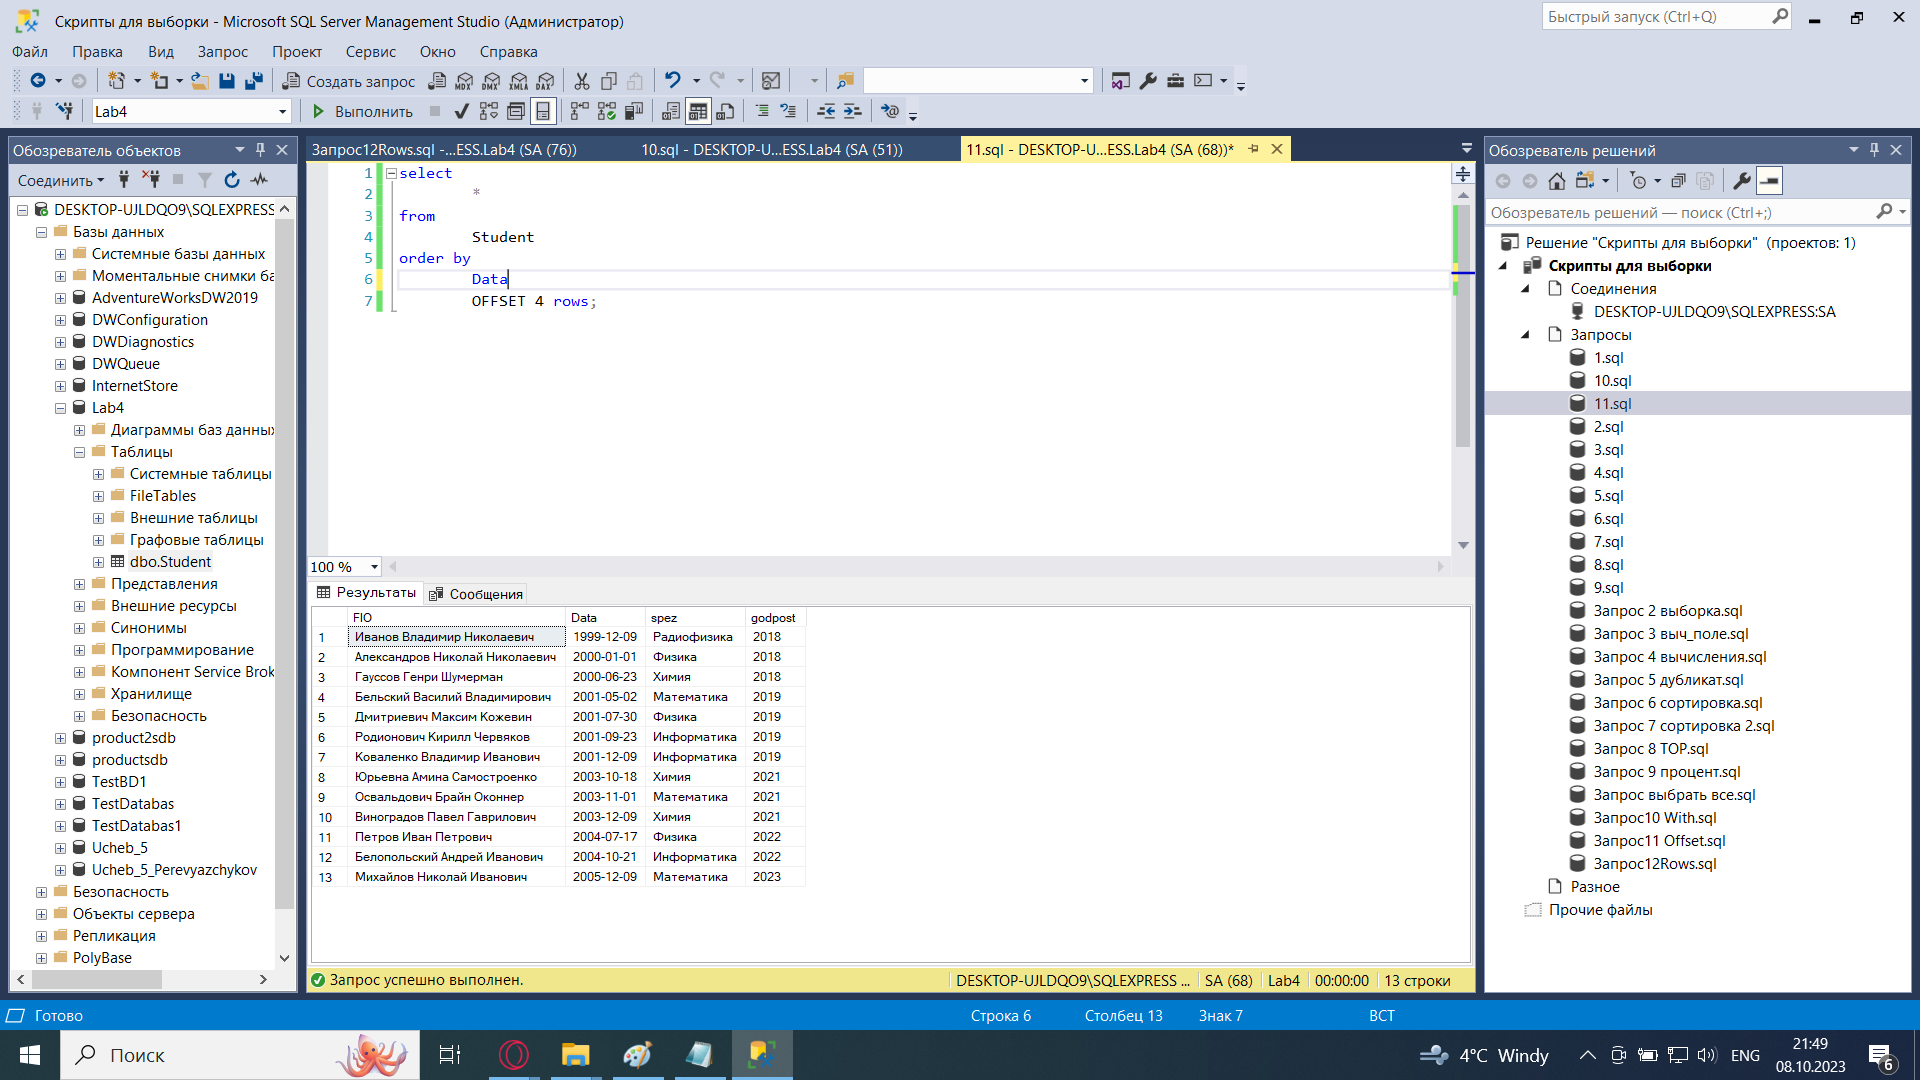 Скрипты для выборки - Microsoft SQL Server Management Studio (Администратор)
Быстрый запуск (Ctrl+Q)
Файл Правка Вид Запрос Проект Сервис Окно Справка
Создать запрос MDX DMX XMLA DAX
Lab4 Выполнить
Обозреватель объектов
Соединить
DESKTOP-UJLDQO9\SQLEXPRESS
Базы данных
Системные базы данных
Моментальные снимки ба
AdventureWorksDW2019
DWConfiguration
DWDiagnostics
DWQueue
InternetStore
Lab4
Диаграммы баз данны
Таблицы
Системные таблицы
FileTables
Внешние таблицы
Графовые таблицы
dbo.Student
Представления
Внешние ресурсы
Синонимы
Программирование
Компонент Service Brok
Хранилище
Безопасность
product2sdb
productsdb
TestBD1
TestDatabas
TestDatabas1
Ucheb_5
Ucheb_5_Perevyazchykov
Безопасность
Объекты сервера
Репликация
PolyBase
Запрос12Rows.sql -...ESS.Lab4 (SA (76)) 10.sql - DESKTOP-U...ESS.Lab4 (SA (51)) 11.sql - DESKTOP-U...ESS.Lab4 (SA (68))*
1 select
2 *
3 from
4 Student
5 order by
6 Data
7 OFFSET 4 rows;
100 %
Результаты Сообщения
FIO Data spez godpost
1 Иванов Владимир Николаевич 1999-12-09 Радиофизика 2018
2 Александров Николай Николаевич 2000-01-01 Физика 2018
3 Гауссов Генри Шумерман 2000-06-23 Химия 2018
4 Бельский Василий Владимирович 2001-05-02 Математика 2019
5 Дмитриевич Максим Кожевин 2001-07-30 Физика 2019
6 Родионович Кирилл Червяков 2001-09-23 Информатика 2019
7 Коваленко Владимир Иванович 2001-12-09 Информатика 2019
8 Юрьевна Амина Самостроенко 2003-10-18 Химия 2021
9 Освальдович Брайн Оконнер 2003-11-01 Математика 2021
10 Виноградов Павел Гаврилович 2003-12-09 Химия 2021
11 Петров Иван Петрович 2004-07-17 Физика 2022
12 Белопольский Андрей Иванович 2004-10-21 Информатика 2022
13 Михайлов Николай Иванович 2005-12-09 Математика 2023
Запрос успешно выполнен. DESKTOP-UJLDQO9\SQLEXPRESS ... SA (68) Lab4 00:00:00 13 строки
Обозреватель решений
Обозреватель решений — поиск (Ctrl+;)
Решение "Скрипты для выборки" (проектов: 1)
Скрипты для выборки
Соединения
DESKTOP-UJLDQO9\SQLEXPRESS:SA
Запросы
1.sql
10.sql
11.sql
2.sql
3.sql
4.sql
5.sql
6.sql
7.sql
8.sql
9.sql
Запрос 2 выборка.sql
Запрос 3 выч_поле.sql
Запрос 4 вычисления.sql
Запрос 5 дубликат.sql
Запрос 6 сортировка.sql
Запрос 7 сортировка 2.sql
Запрос 8 TOP.sql
Запрос 9 процент.sql
Запрос выбрать все.sql
Запрос10 With.sql
Запрос11 Offset.sql
Запрос12Rows.sql
Разное
Прочие файлы
Готово Строка 6 Столбец 13 Знак 7 ВСТ
Поиск 4°C Windy ENG 21:49
08.10.2023 6